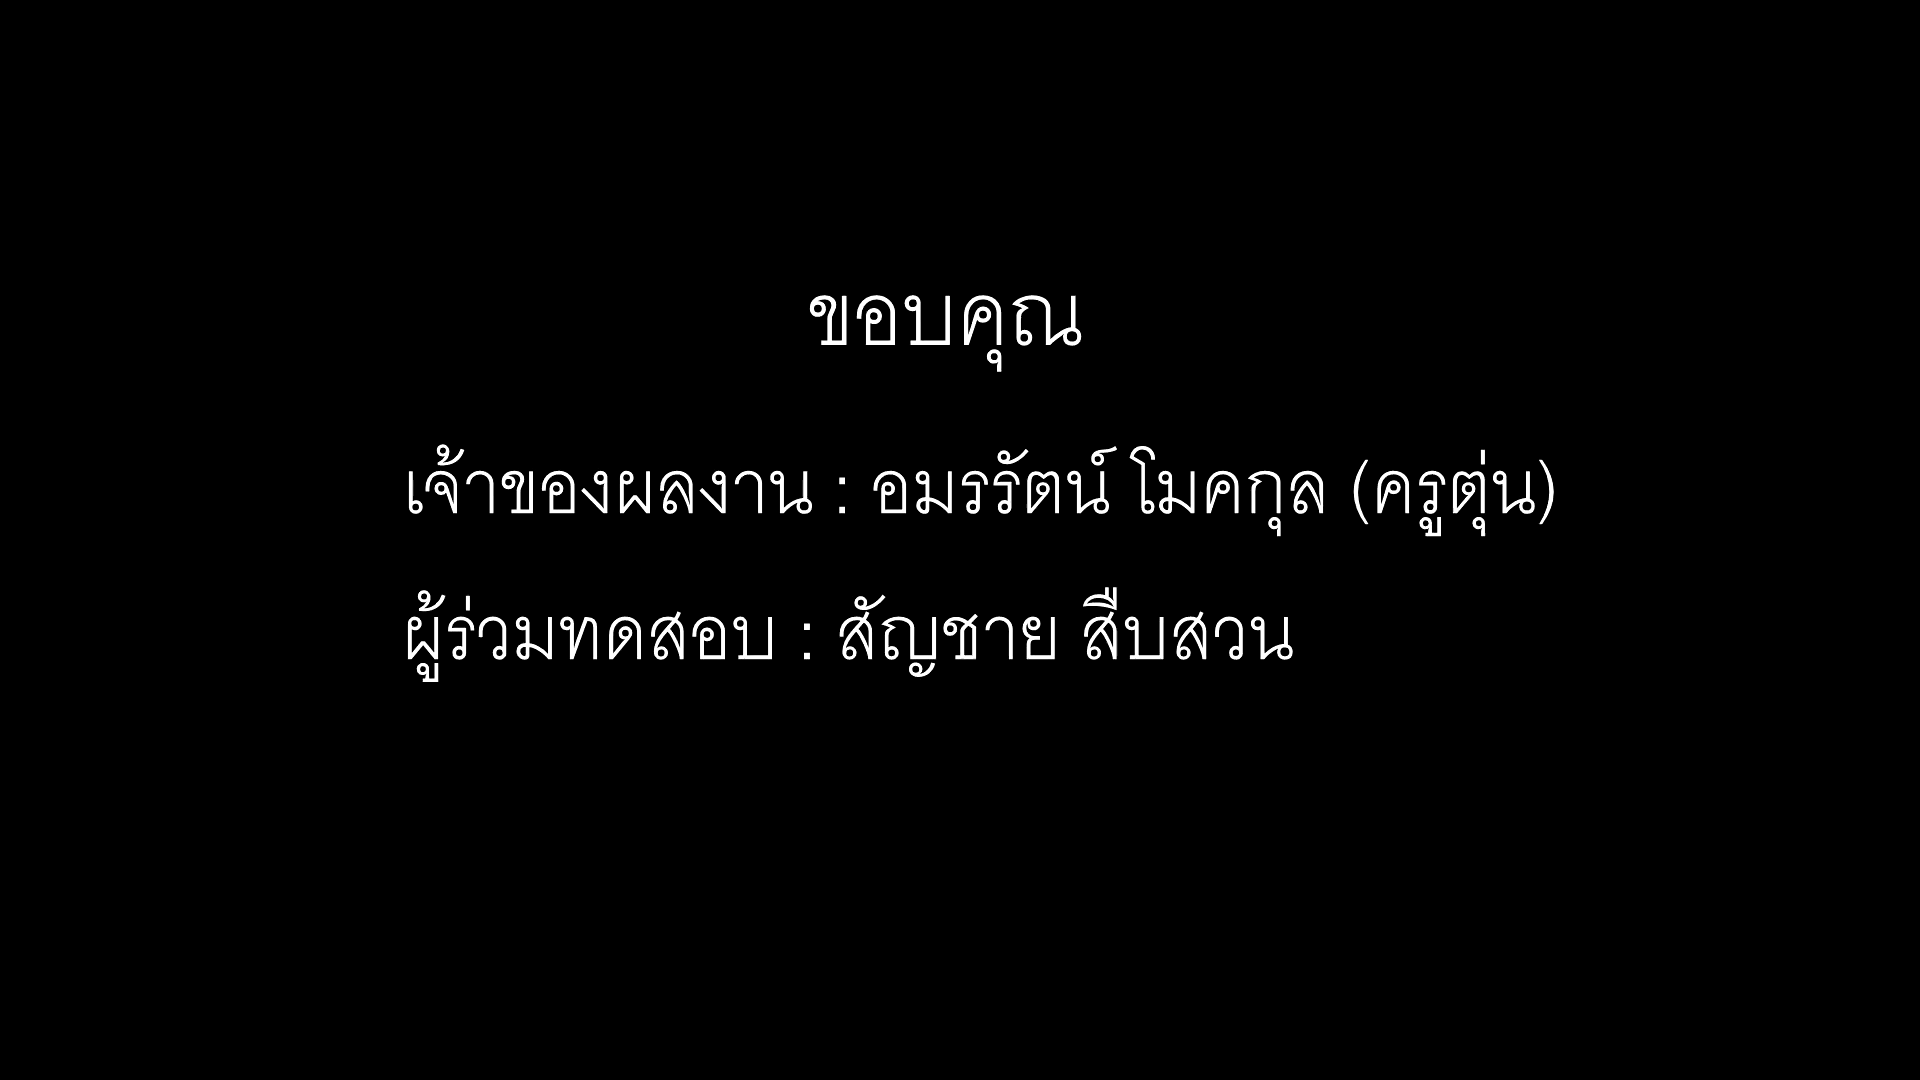 ขอบคุณ
เจ้าของผลงาน : อมรรัตน์ โมคกุล (ครูตุ่น)
ผู้ร่วมทดสอบ : สัญชาย สืบสวน